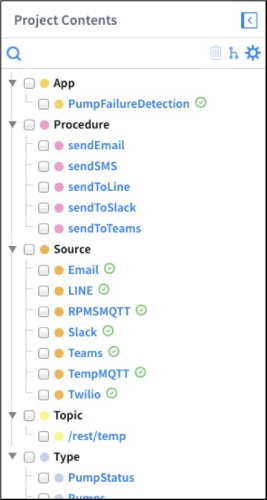 Project Contents
App
PumpFailureDetection
Procedure
sendEmail
sendSMS
sendToLine
sendToSlack
sendToTeams
Source
Email
LINE
RPMSMQTT
Slack
Teams
TempMQTT
Twilio
Topic
/rest/temp
Type
PumpStatus
Pumps